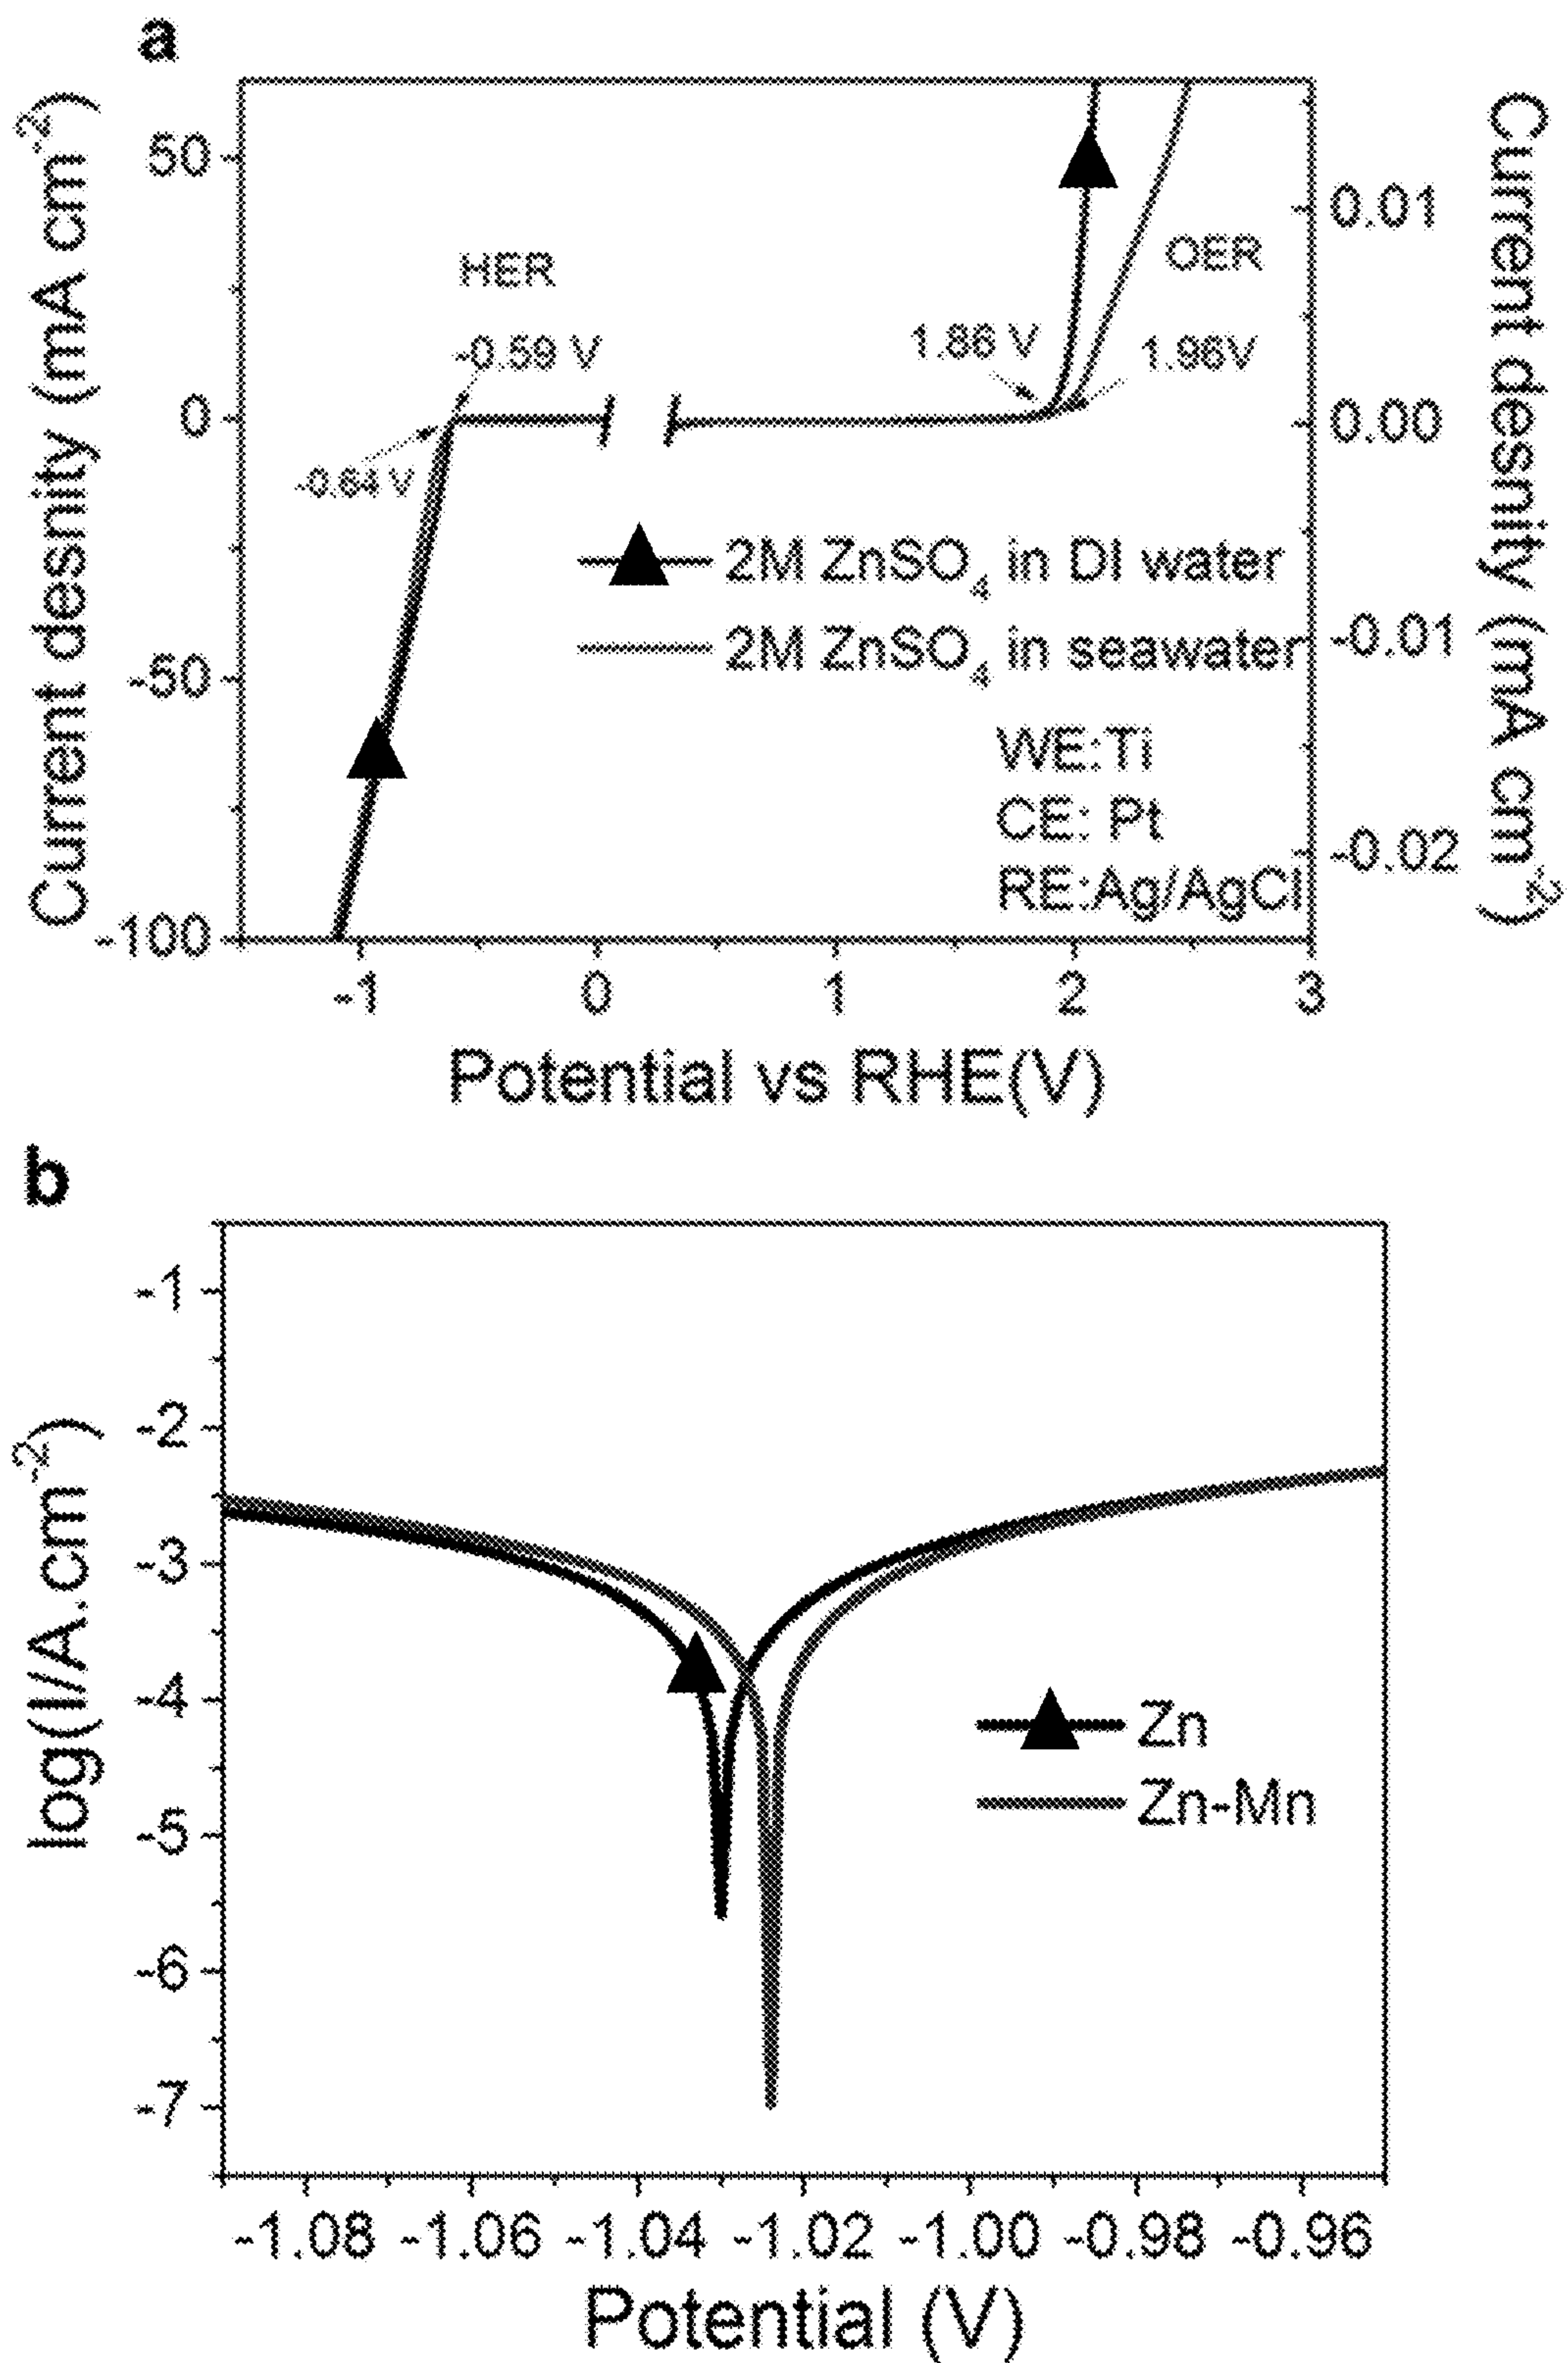 a
Current desnity (mA cm-2)
50
0
-50
-100
HER
-0.59 V
-0.64 V
1.86 V
OER
1.96V
2M ZnSO4 in DI water
2M ZnSO4 in seawater
WE:Ti
CE: Pt
RE:Ag/AgCl
0.01
0.00
-0.01
-0.02
Current desnity (mA cm-2)
-1 0 1 2 3
Potential vs RHE(V)
b
log(I/A.cm-2)
-1
-2
-3
-4
-5
-6
-7
Zn
Zn-Mn
-1.08 -1.06 -1.04 -1.02 -1.00 -0.98 -0.96
Potential (V)